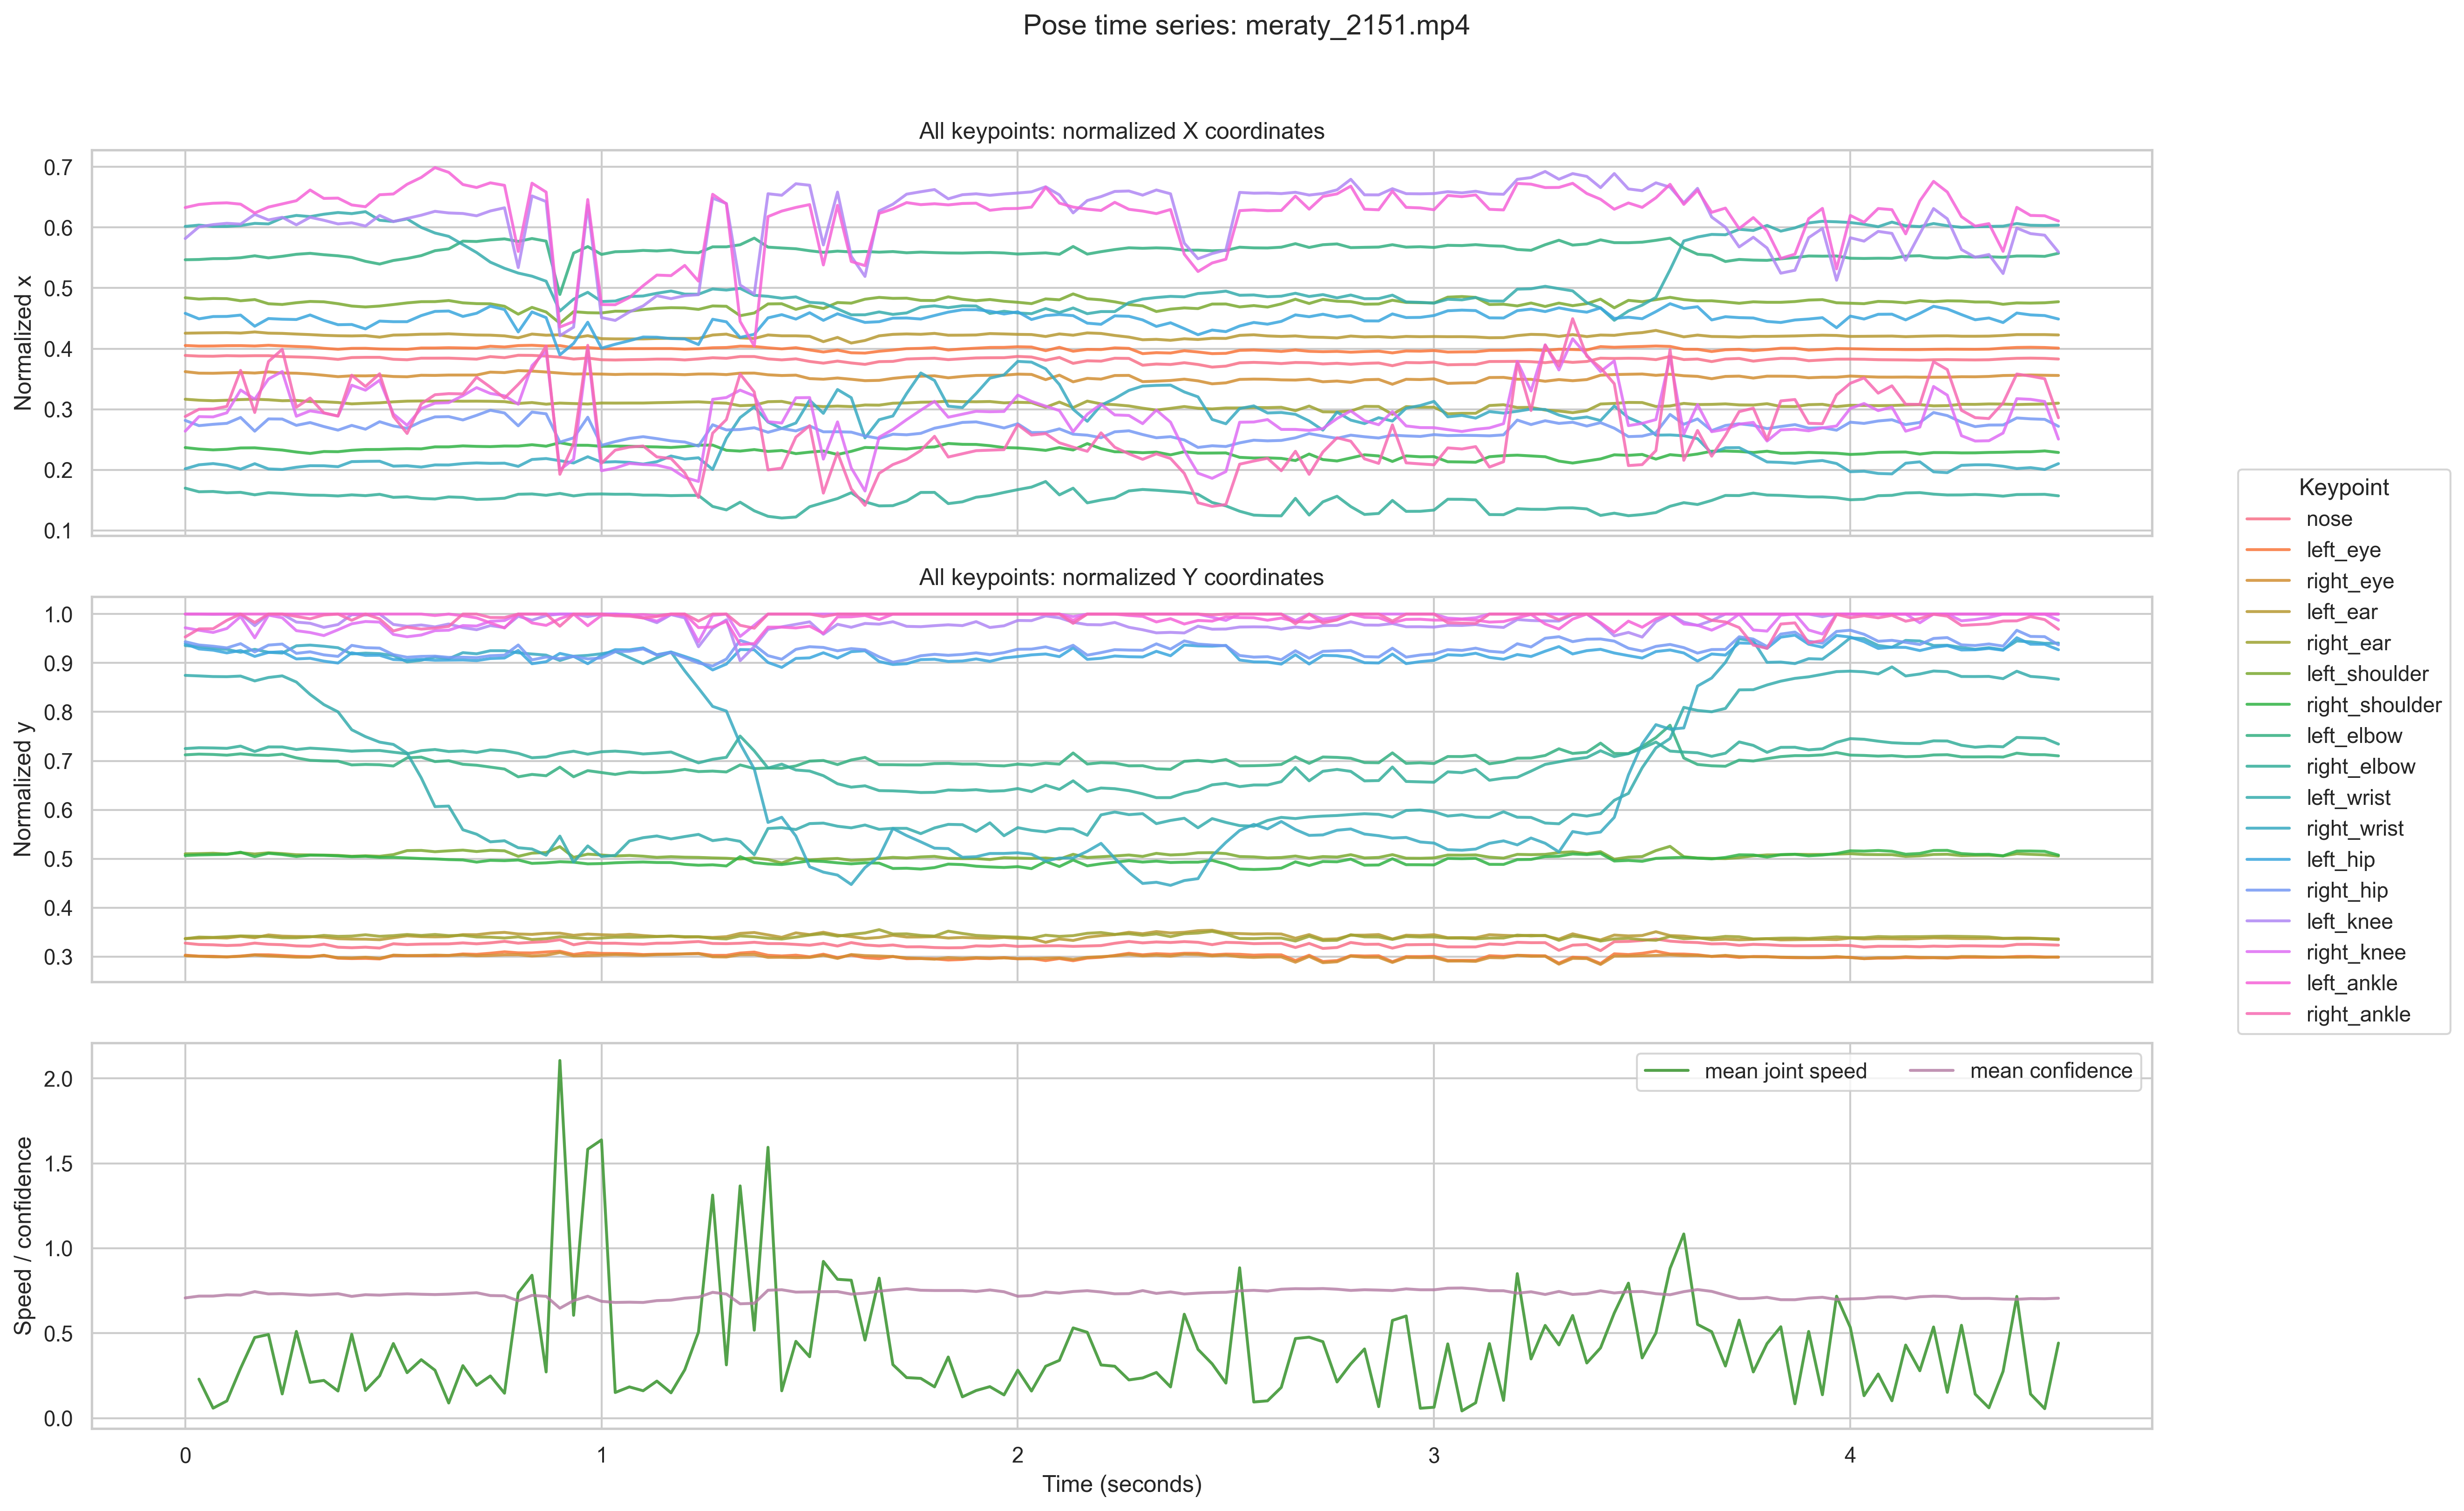 Pose time series: meraty_2151.mp4
All keypoints: normalized X coordinates
Normalized x
0.7
0.6
0.5
0.4
0.3
0.2
0.1
All keypoints: normalized Y coordinates
Normalized y
1.0
0.9
0.8
0.7
0.6
0.5
0.4
0.3
Speed / confidence
2.0
1.5
1.0
0.5
0.0
mean joint speed mean confidence
0 1 2 3 4
Time (seconds)
Keypoint
nose
left_eye
right_eye
left_ear
right_ear
left_shoulder
right_shoulder
left_elbow
right_elbow
left_wrist
right_wrist
left_hip
right_hip
left_knee
right_knee
left_ankle
right_ankle